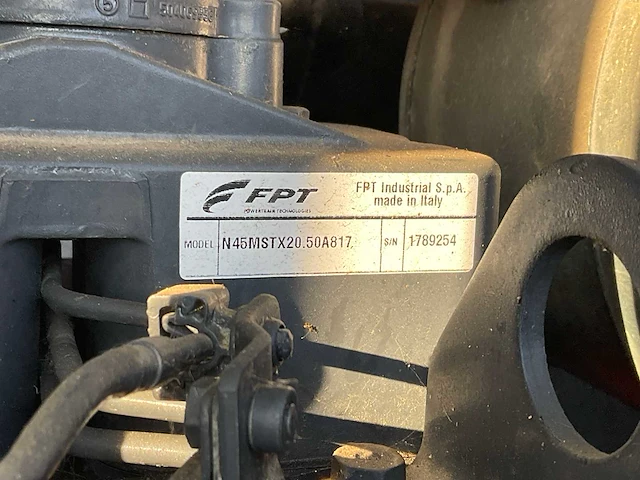 FPT
POWERTRAIN TECHNOLOGIES
FPT Industrial S.p.A.
made in Italy
MODEL N45MSTX20.50A817 S/N 1789254